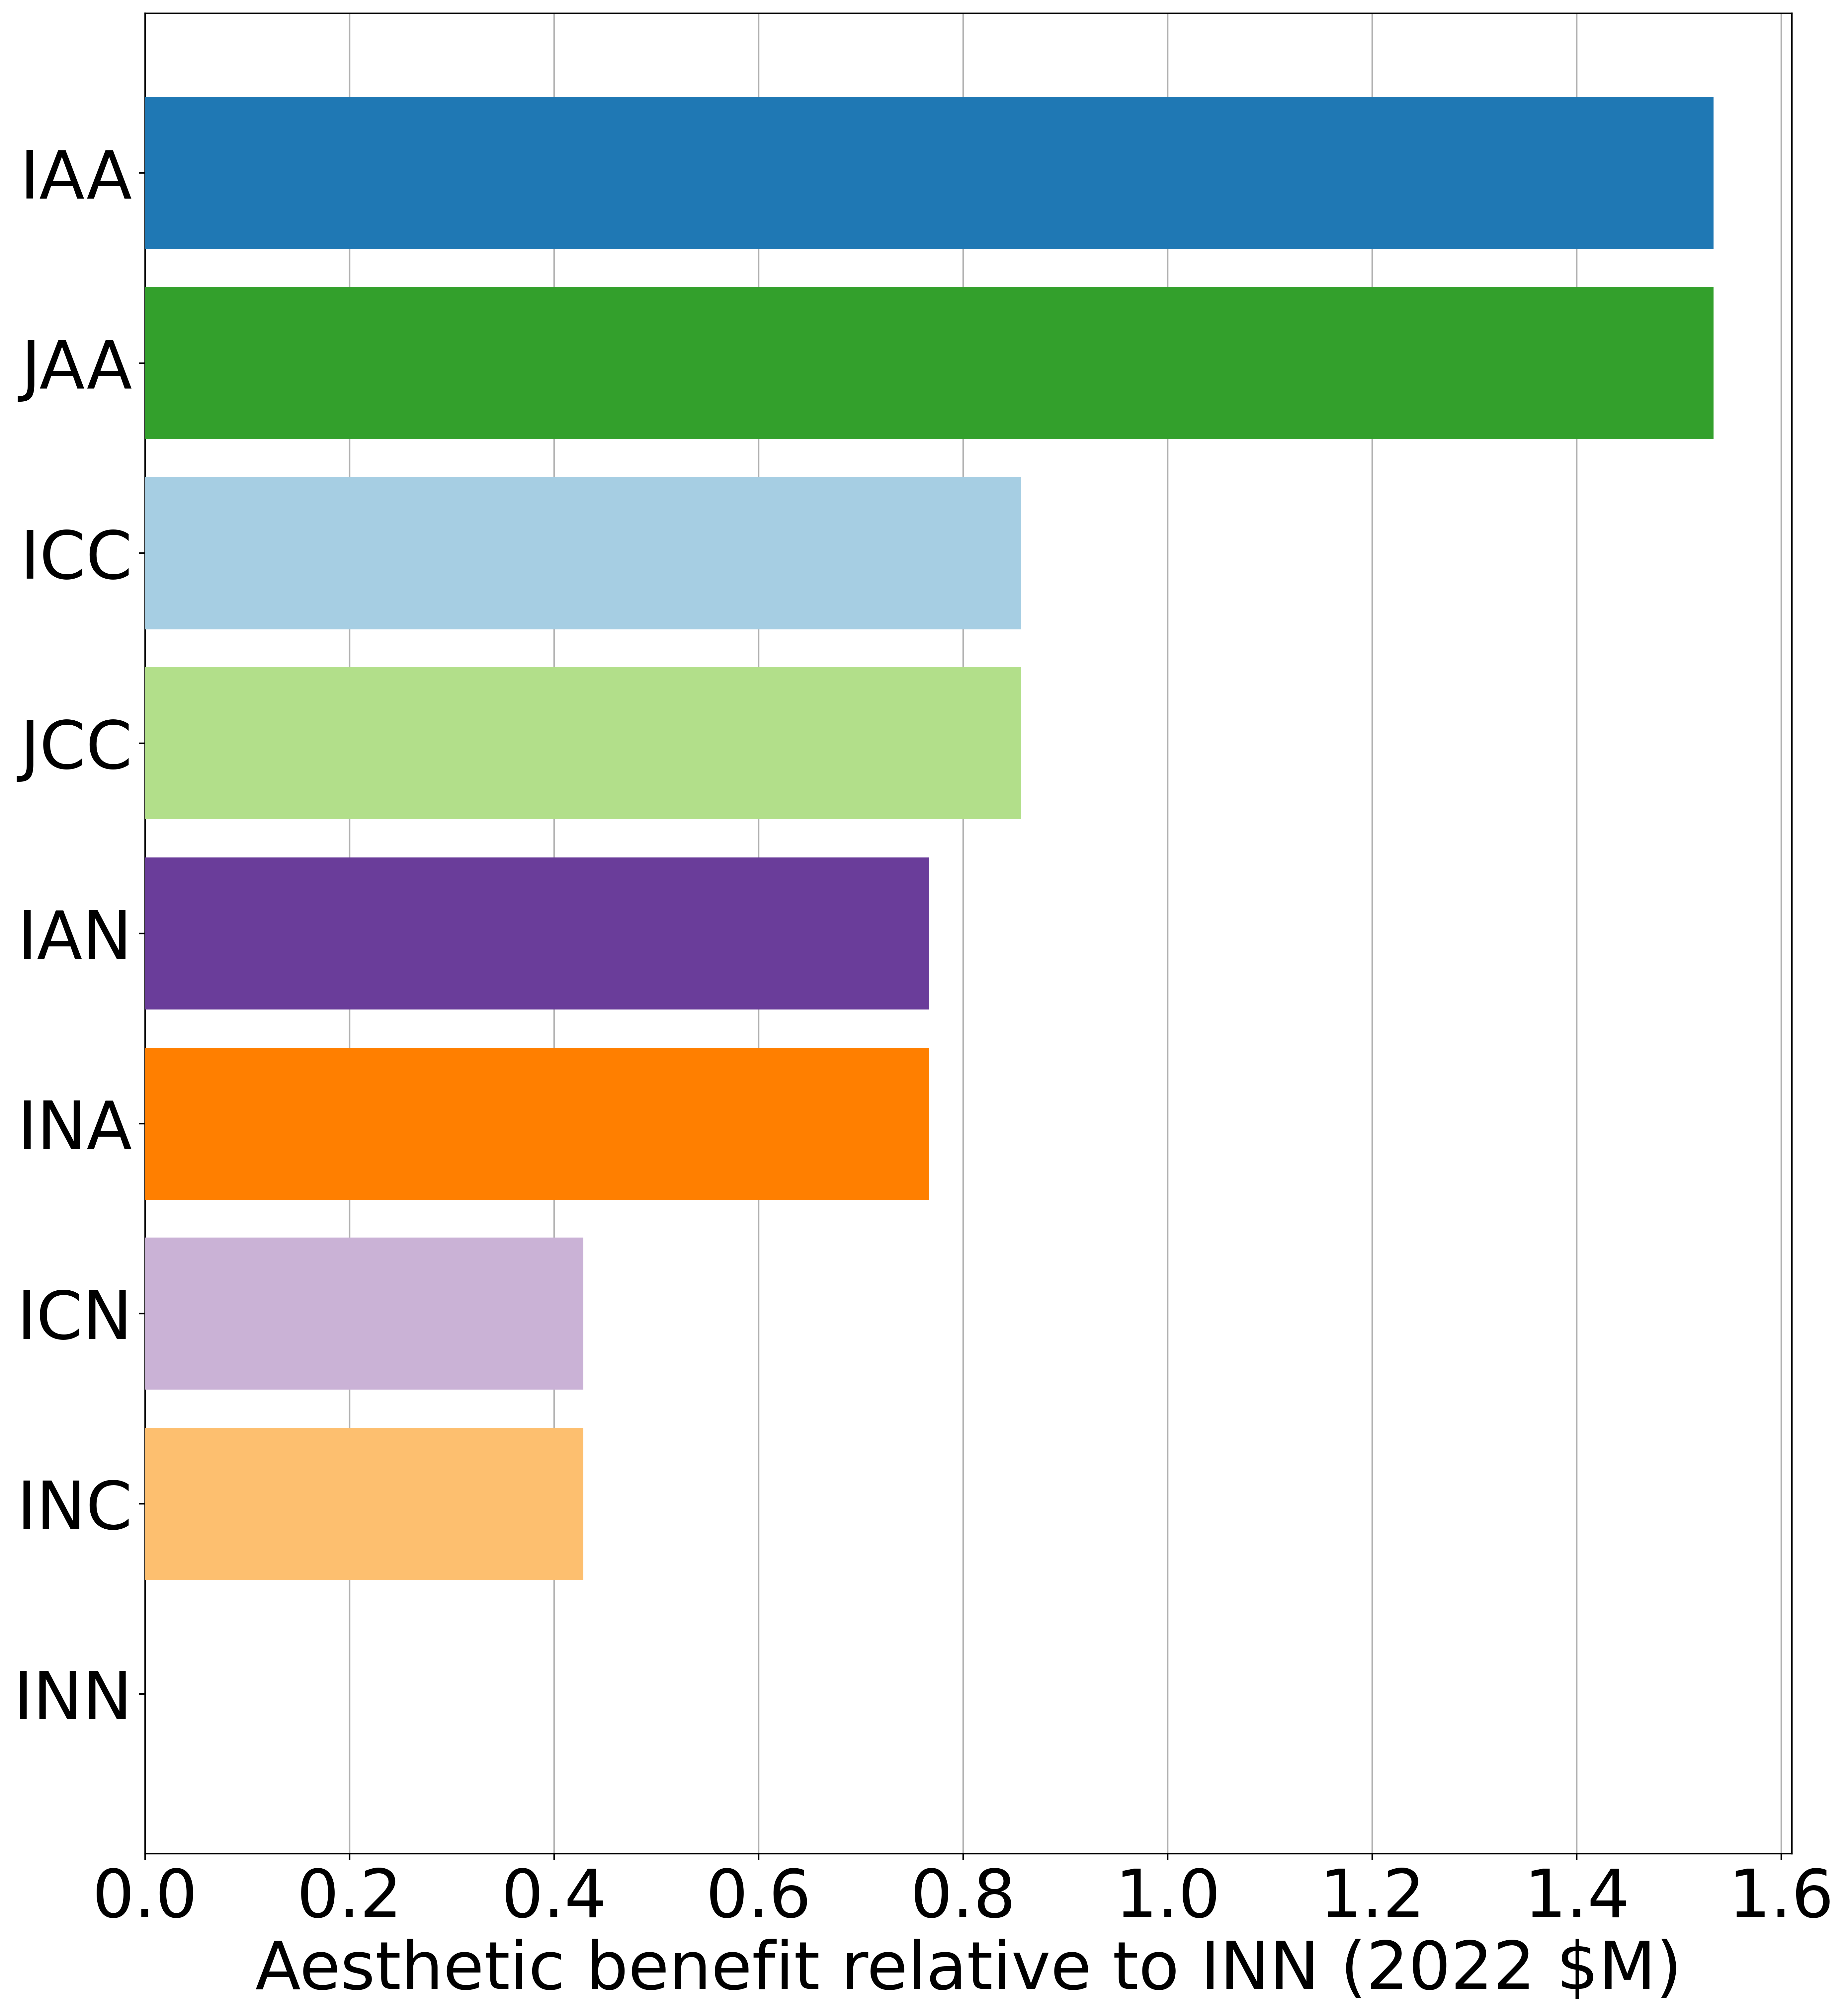 IAA
JAA
ICC
JCC
IAN
INA
ICN
INC
INN
0.0 0.2 0.4 0.6 0.8 1.0 1.2 1.4 1.6
Aesthetic benefit relative to INN (2022 $M)